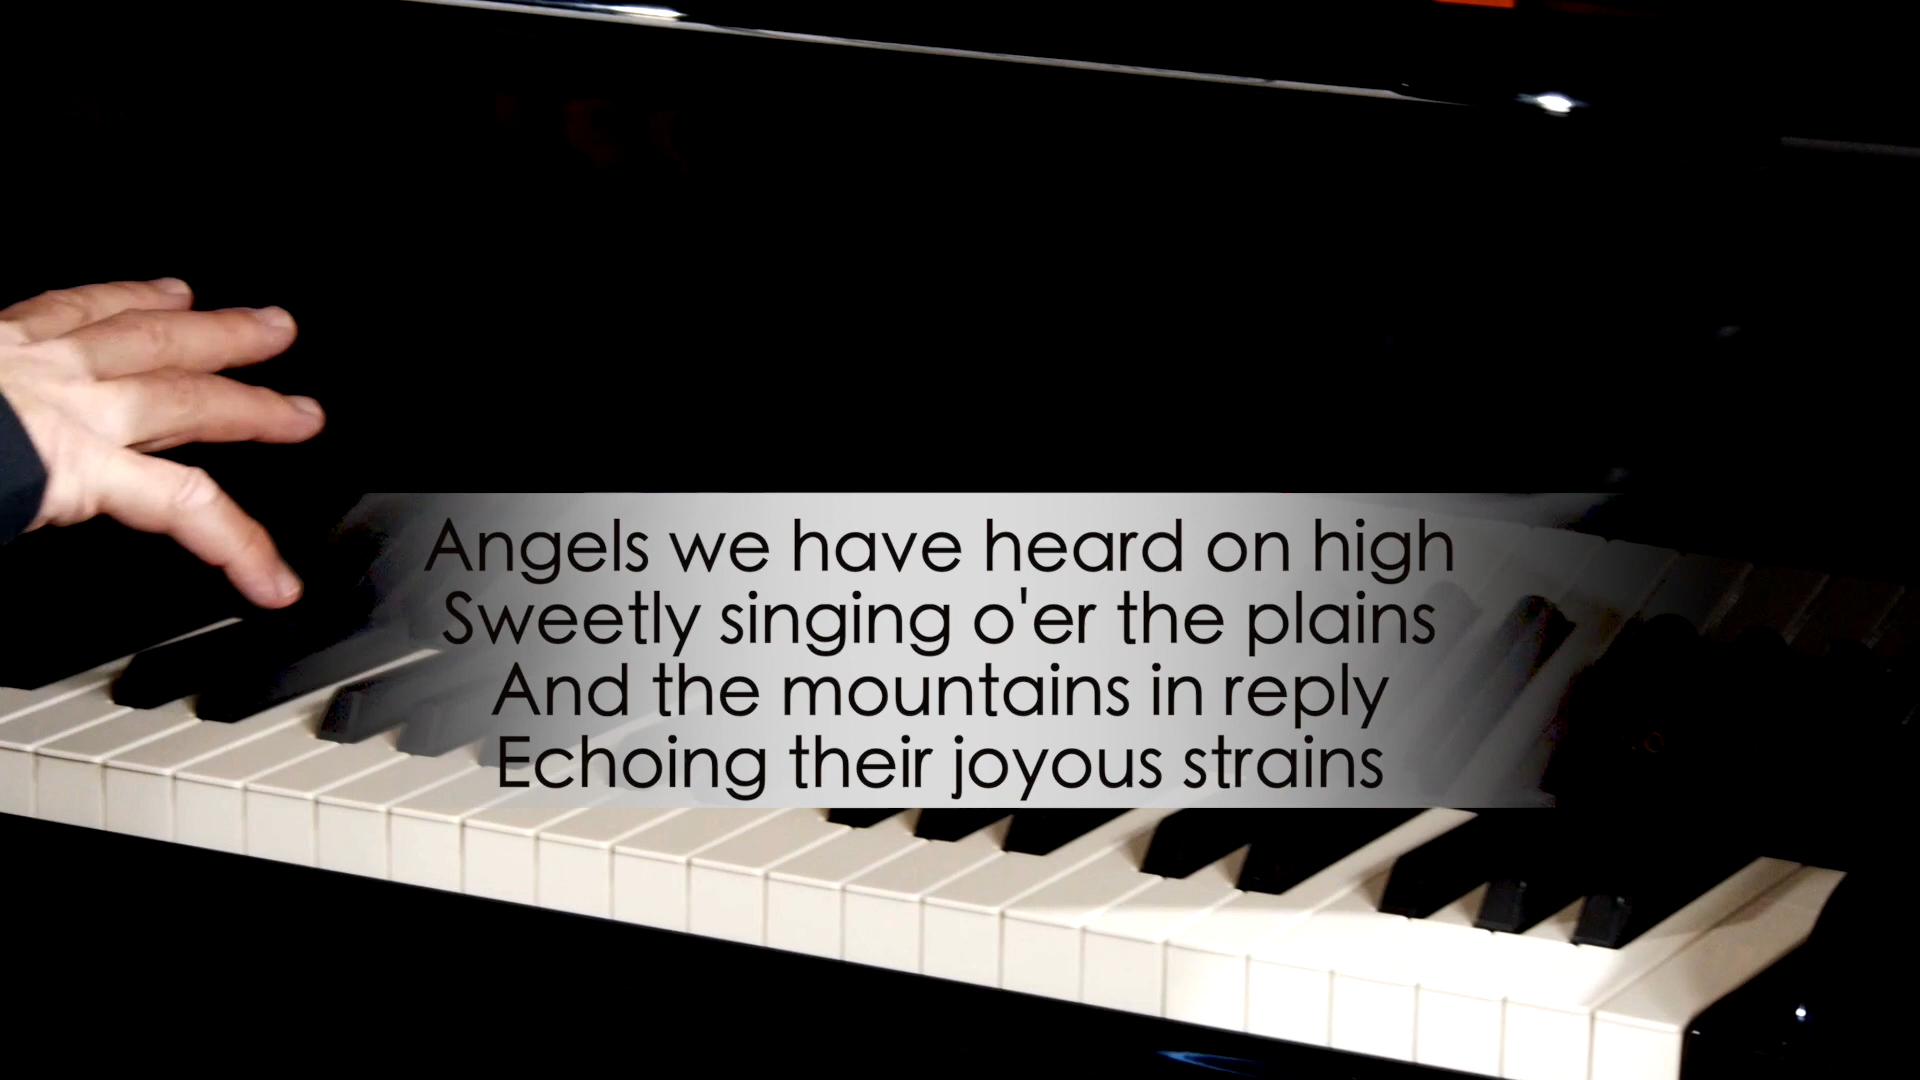 Angels we have heard on high
Sweetly singing o'er the plains
And the mountains in reply
Echoing their joyous strains